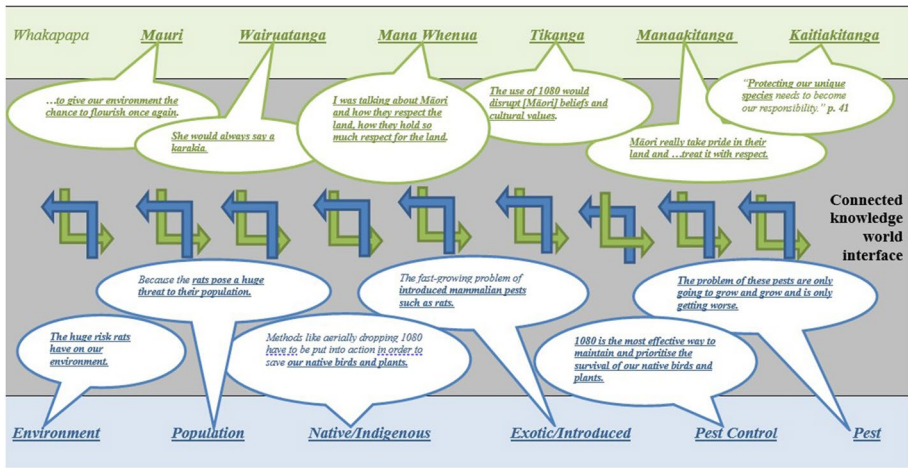 Whakapapa Mauri Wairuatanga Mana Whenua Tikanga Manaakitanga Kaitiakitanga
…to give our environment the
chance to flourish once again.
She would always say a
karakia.
I was talking about Māori
and how they respect the
land, how they hold so
much respect for the land.
The use of 1080 would
disrupt [Māori] beliefs and
cultural values.
Māori really take pride in their
land and …treat it with respect.
"Protecting our unique
species needs to become
our responsibility." p. 41
Connected
knowledge
world
interface
The huge risk rats
have on our
environment.
Because the rats pose a huge
threat to their population.
Methods like aerially dropping 1080
have to be put into action in order to
save our native birds and plants.
The fast-growing problem of
introduced mammalian pests
such as rats.
1080 is the most effective way to
maintain and prioritise the
survival of our native birds and
plants.
The problem of these pests are only
going to grow and grow and is only
getting worse.
Environment Population Native/Indigenous Exotic/Introduced Pest Control Pest